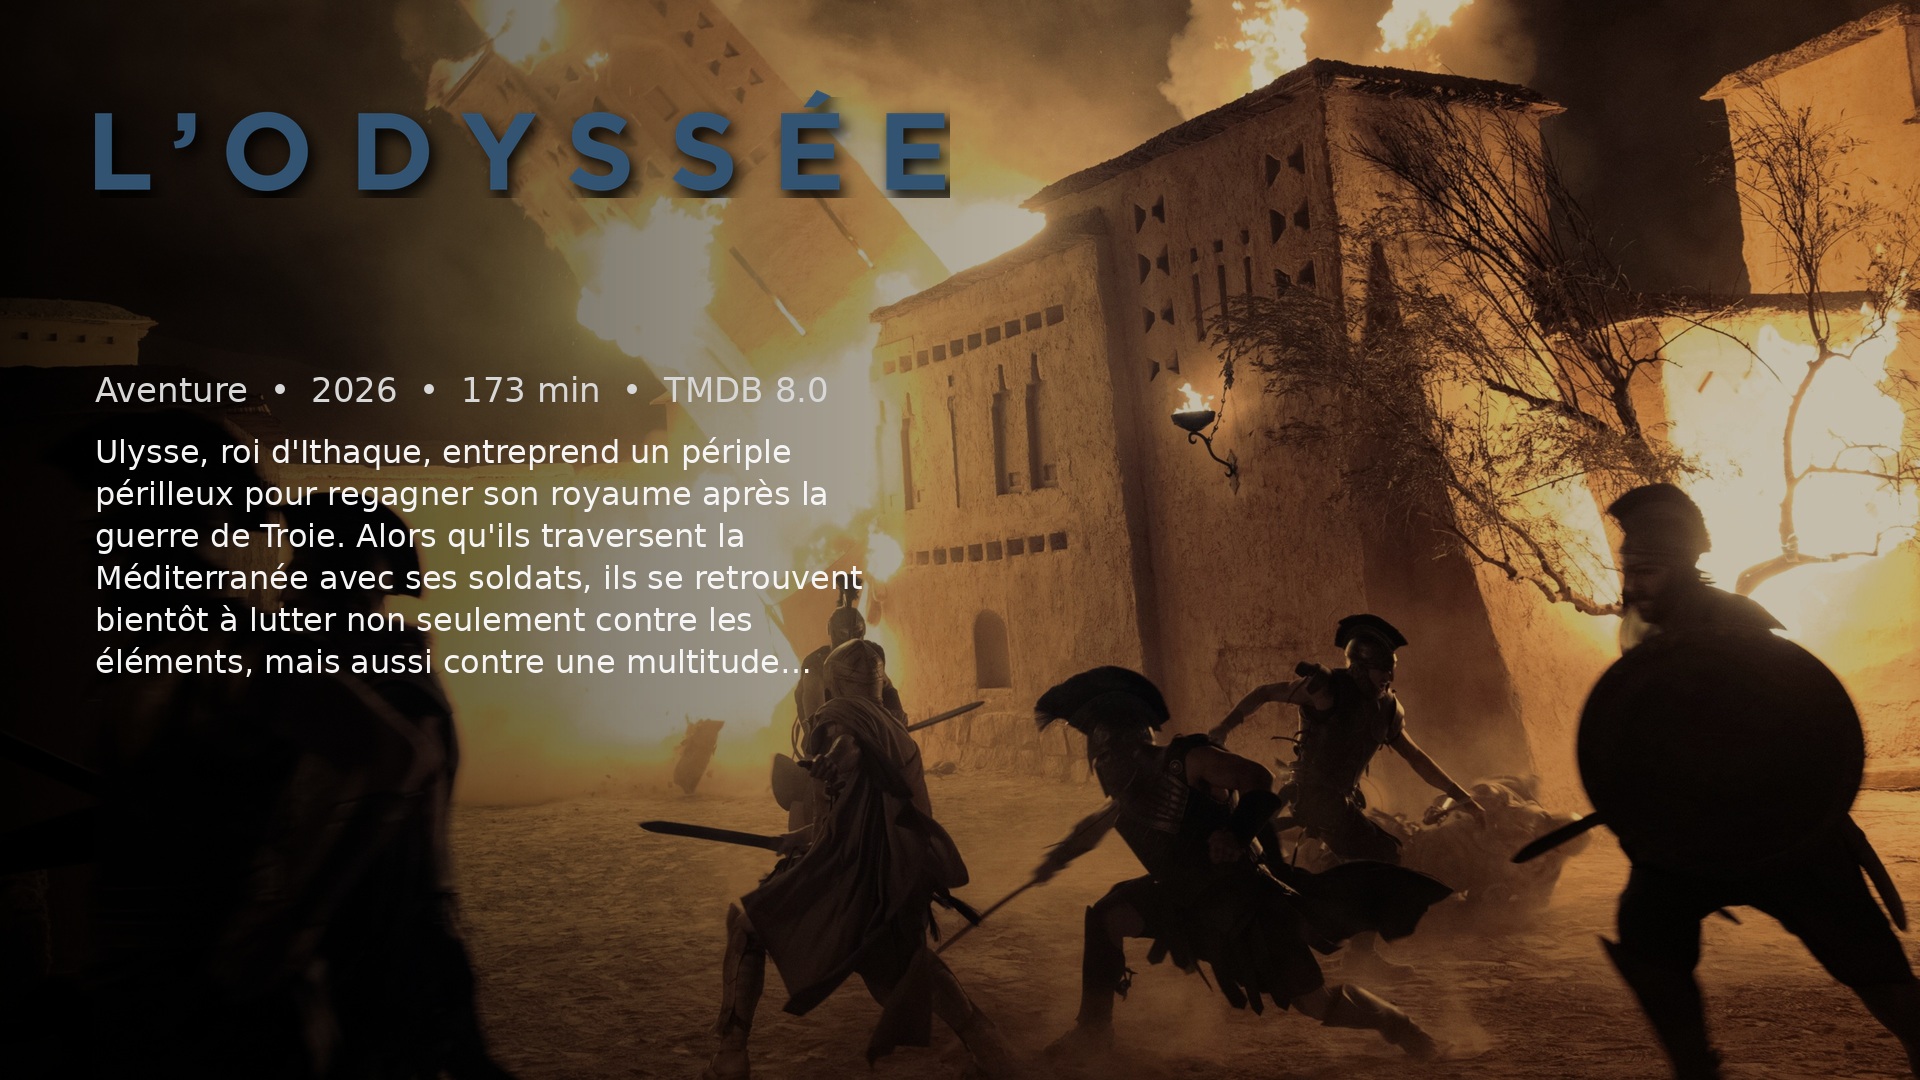 L’ODYSSÉE
Aventure • 2026 • 173 min • TMDB 8.0
Ulysse, roi d'Ithaque, entreprend un périple
périlleux pour regagner son royaume après la
guerre de Troie. Alors qu'ils traversent la
Méditerranée avec ses soldats, ils se retrouvent
bientôt à lutter non seulement contre les
éléments, mais aussi contre une multitude...